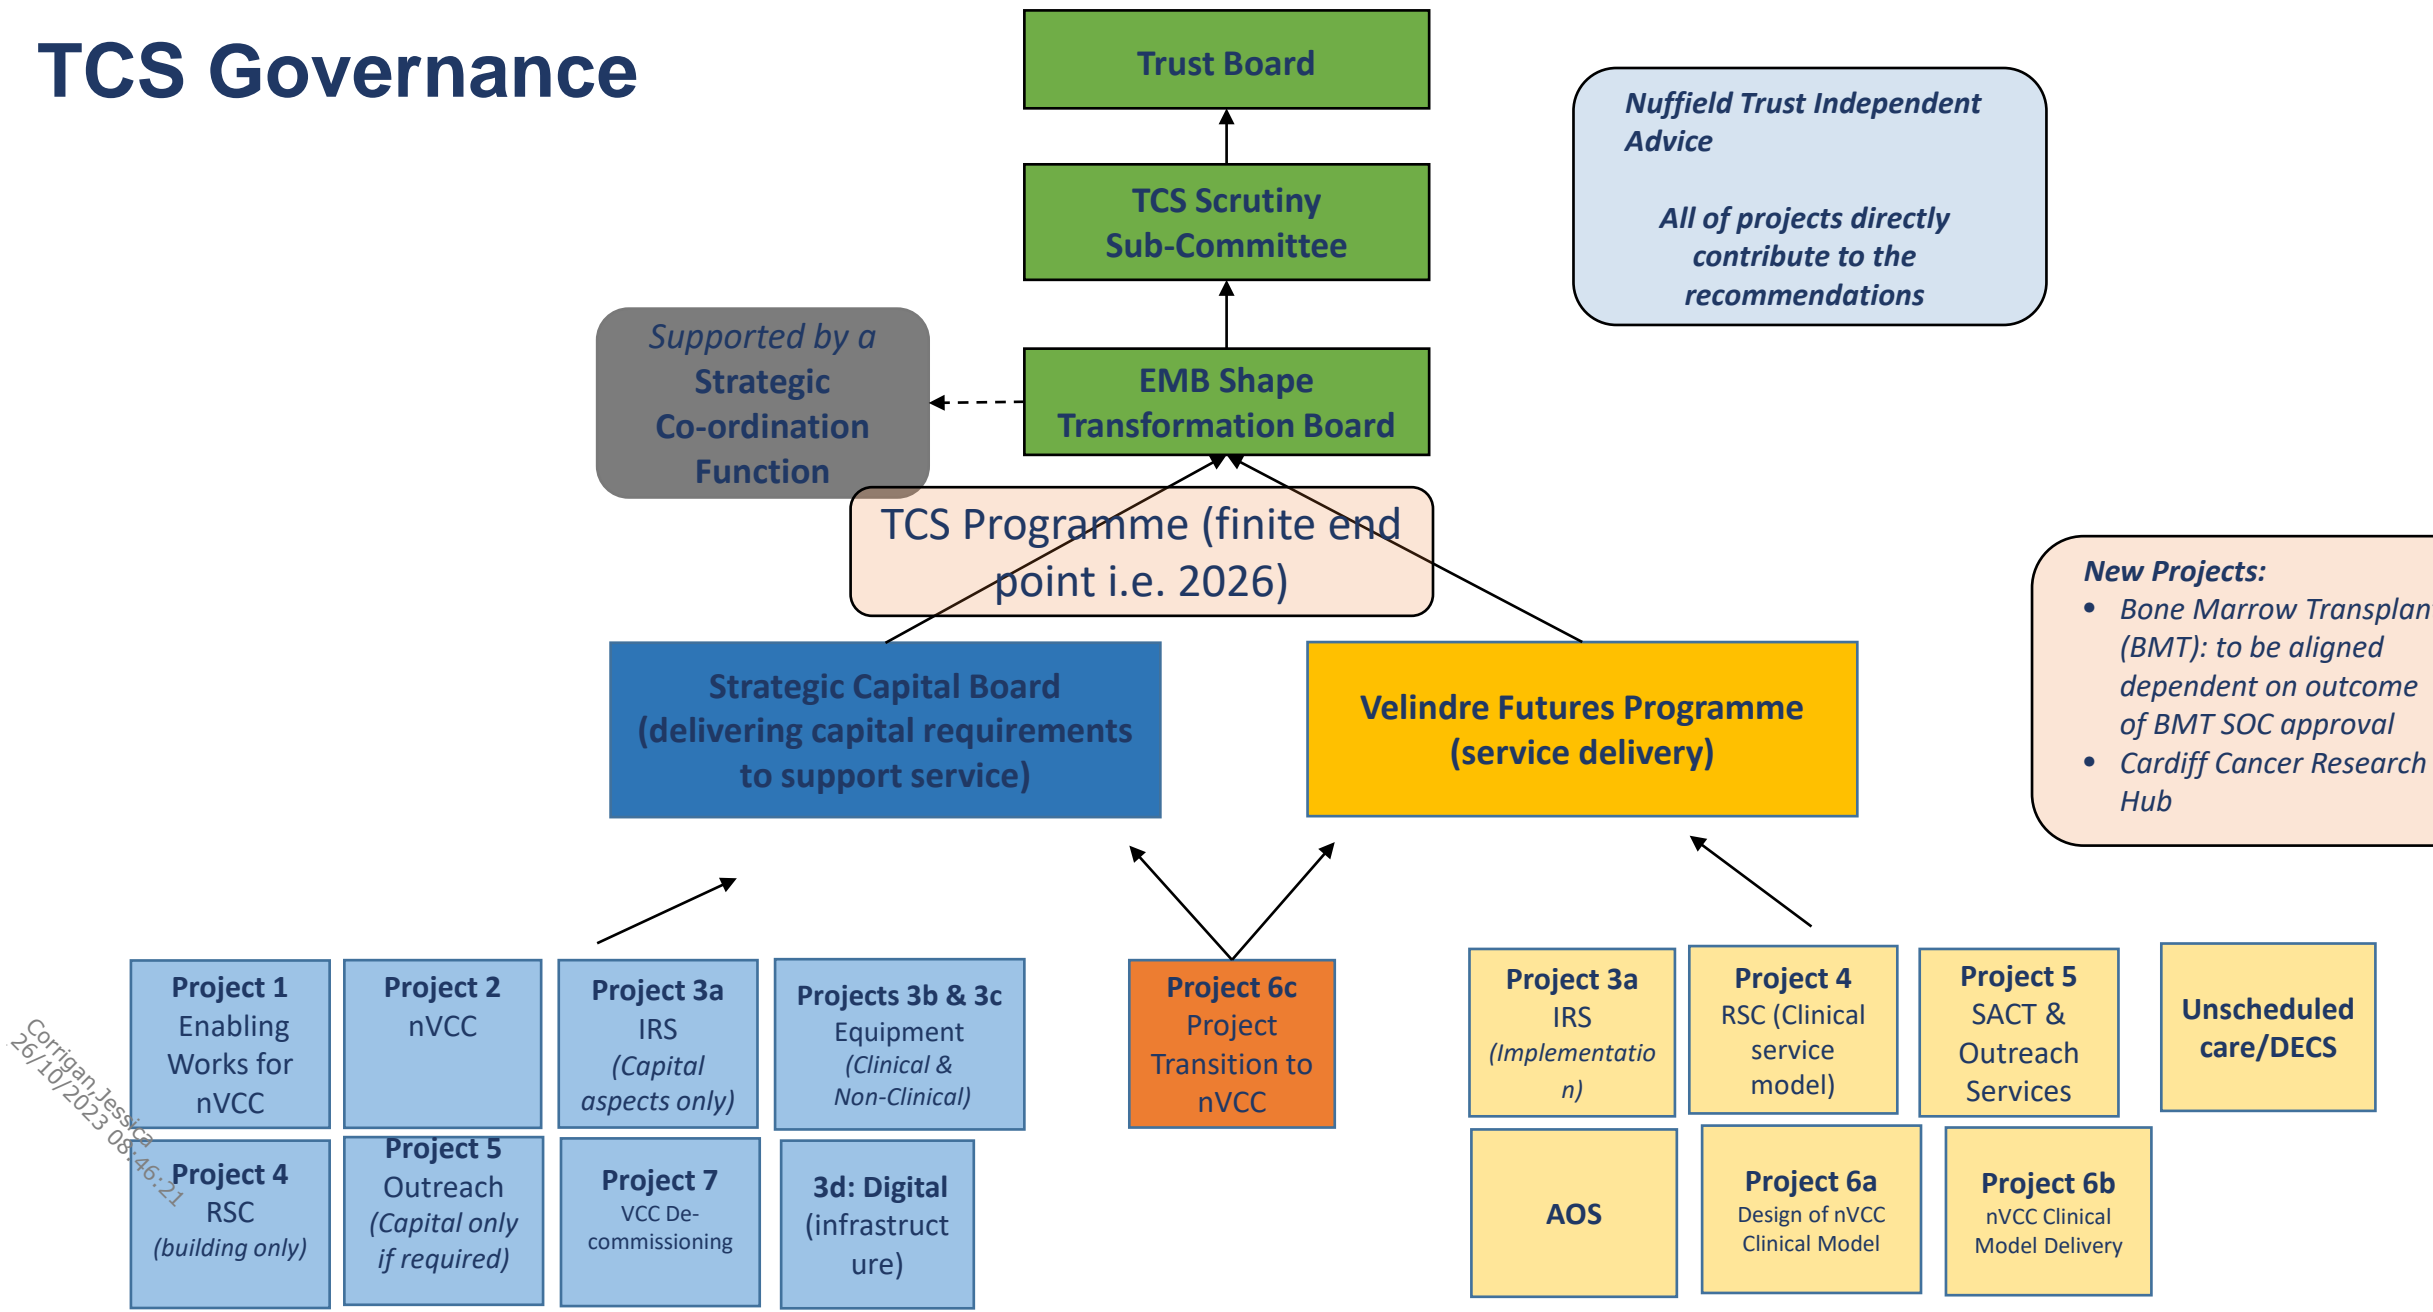 TCS Governance
Trust Board
TCS Scrutiny
Sub-Committee
EMB Shape
Transformation Board
Nuffield Trust Independent
Advice
All of projects directly
contribute to the
recommendations
Supported by a
Strategic
Co-ordination
Function
TCS Programme (finite end
point i.e. 2026)
New Projects:
• Bone Marrow Transplan
(BMT): to be aligned
dependent on outcome
of BMT SOC approval
• Cardiff Cancer Research
Hub
Strategic Capital Board
(delivering capital requirements
to support service)
Velindre Futures Programme
(service delivery)
Project 1
Enabling
Works for
nVCC
Project 2
nVCC
Project 3a
IRS
(Capital
aspects only)
Projects 3b & 3c
Equipment
(Clinical &
Non-Clinical)
Project 6c
Project
Transition to
nVCC
Project 3a
IRS
(Implementatio
n)
Project 4
RSC (Clinical
service
model)
Project 5
SACT &
Outreach
Services
Unscheduled
care/DECS
Project 4
RSC
(building only)
Project 5
Outreach
(Capital only
if required)
Project 7
VCC De-
commissioning
3d: Digital
(infrastruct
ure)
AOS
Project 6a
Design of nVCC
Clinical Model
Project 6b
nVCC Clinical
Model Delivery
Corrigan,Jessica
26/10/2023 08:46:21